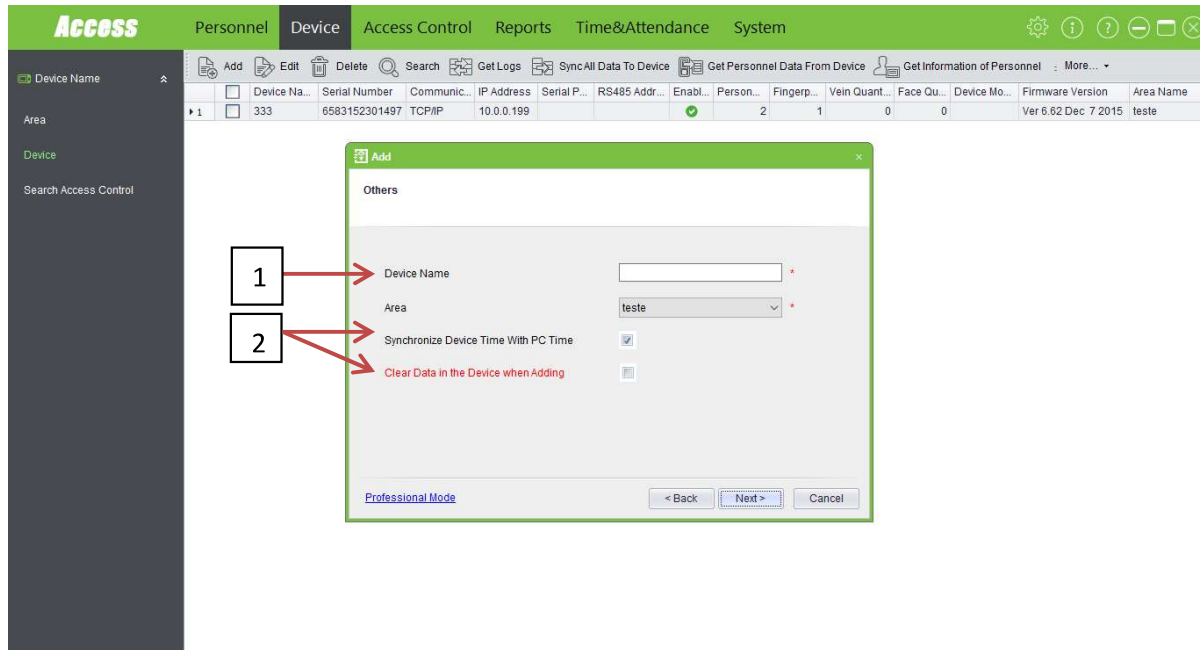 Access Personnel Device Access Control Reports Time&Attendance System
Device Name
Area
Device
Search Access Control
Add Edit Delete Search Get Logs Sync All Data To Device Get Personnel Data From Device Get Information of Personnel : More...
Device Na... Serial Number Communic... IP Address Serial P... RS485 Addr... Enabl... Person... Fingerp... Vein Quant... Face Qu... Device Mo... Firmware Version Area Name
1 333 6583152301497 TCP/IP 10.0.0.199 2 1 0 0 Ver 6.62 Dec 7 2015 teste
Add
Others
1
Device Name *
Area teste *
2
Synchronize Device Time With PC Time
Clear Data in the Device when Adding
Professional Mode < Back Next > Cancel